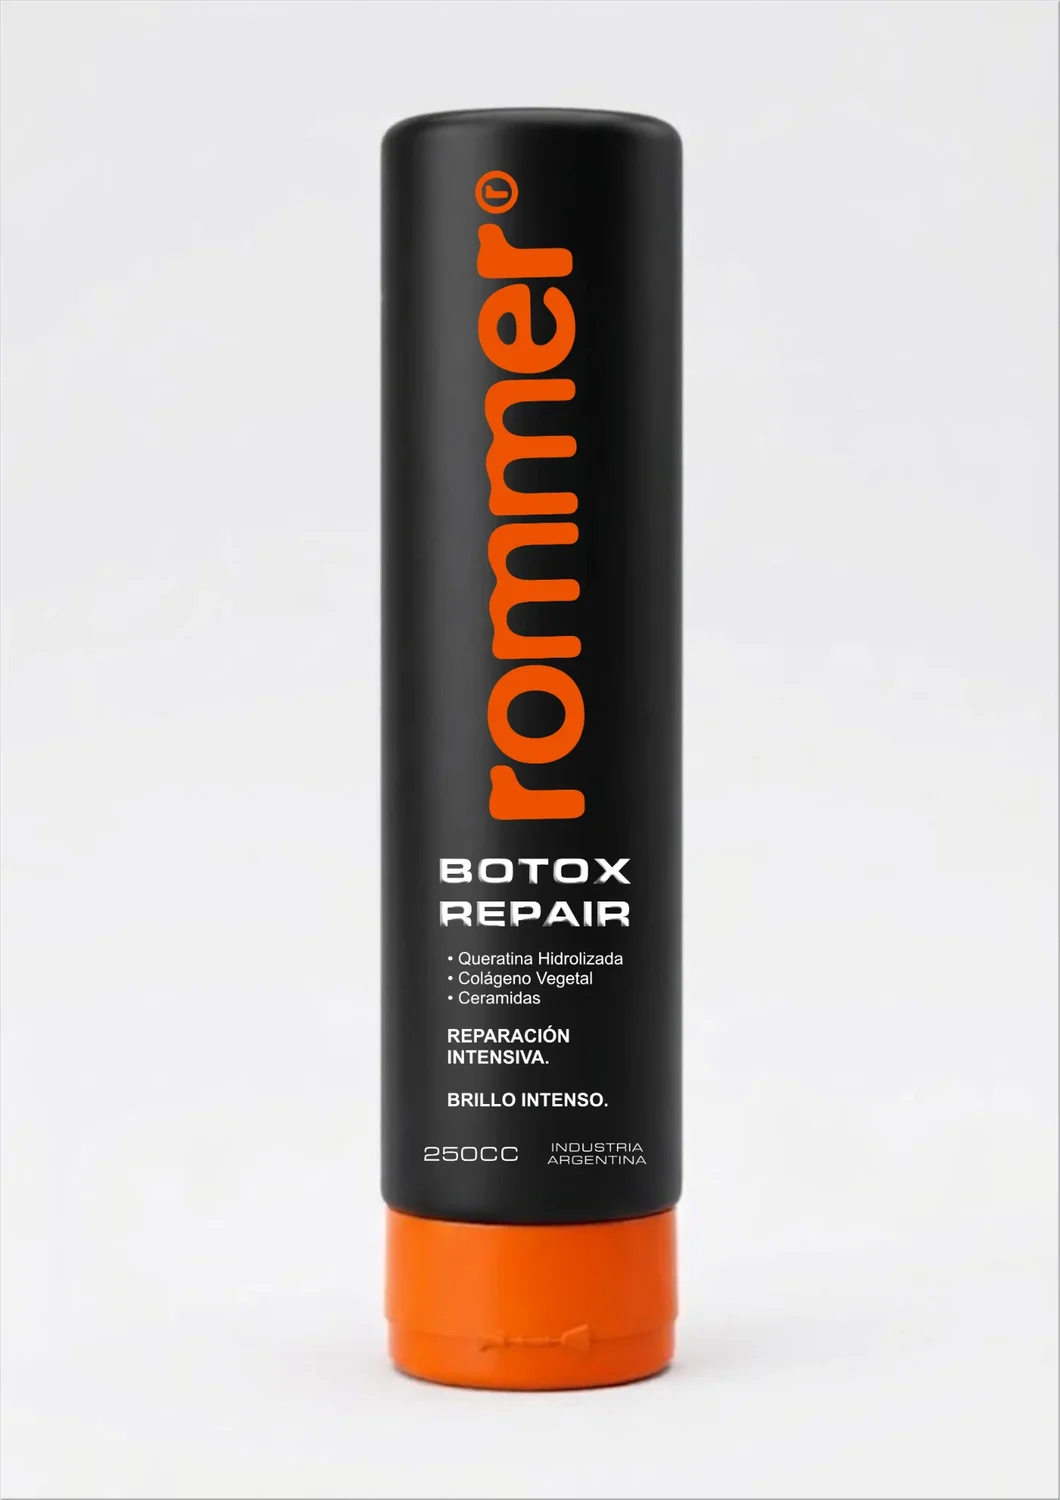 rommer®
BOTOX
REPAIR
• Queratina Hidrolizada
• Colágeno Vegetal
• Ceramidas
REPARACIÓN
INTENSIVA.
BRILLO INTENSO.
250CC
INDUSTRIA
ARGENTINA